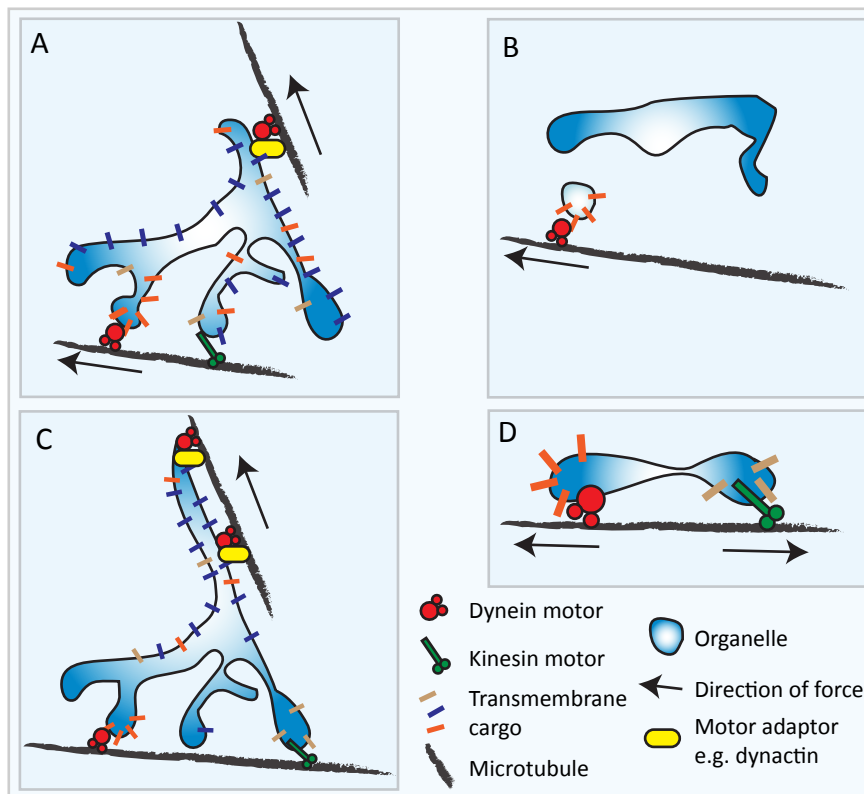 A
B
C
D
Dynein motor
Kinesin motor
Transmembrane
cargo
Microtubule
Organelle
Direction of force
Motor adaptor
e.g. dynactin